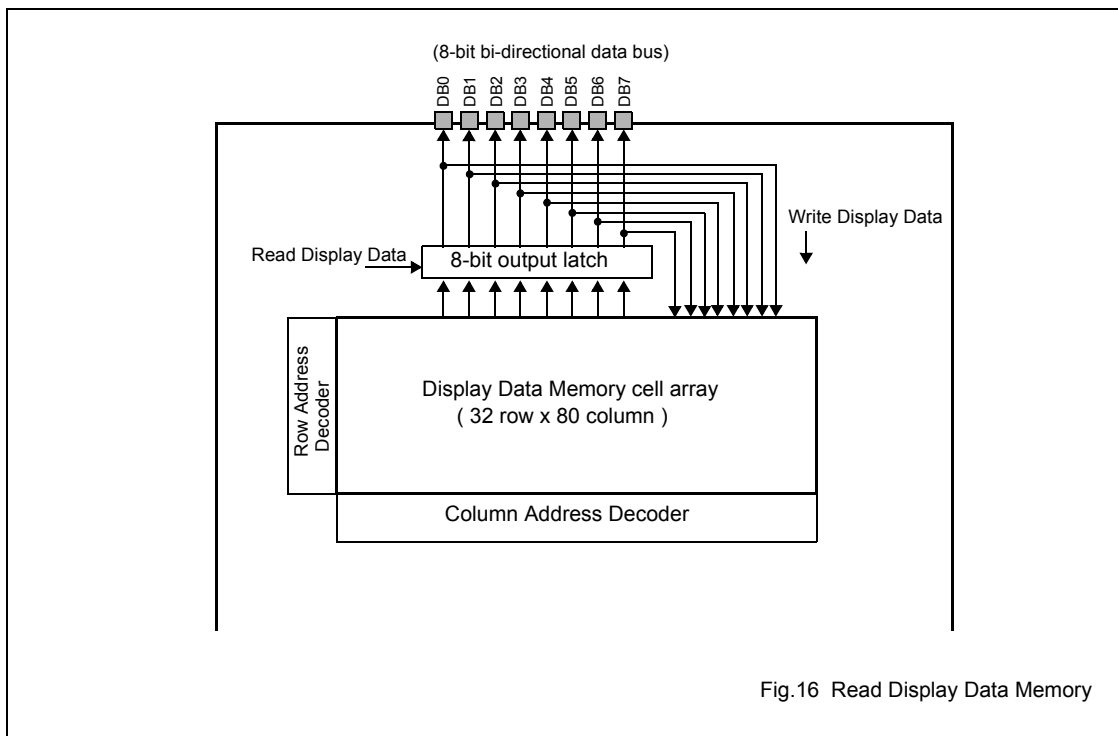 (8-bit bi-directional data bus)
DB0
DB1
DB2
DB3
DB4
DB5
DB6
DB7
Write Display Data
Read Display Data
8-bit output latch
Row Address
Decoder
Display Data Memory cell array
( 32 row x 80 column )
Column Address Decoder
Fig.16 Read Display Data Memory